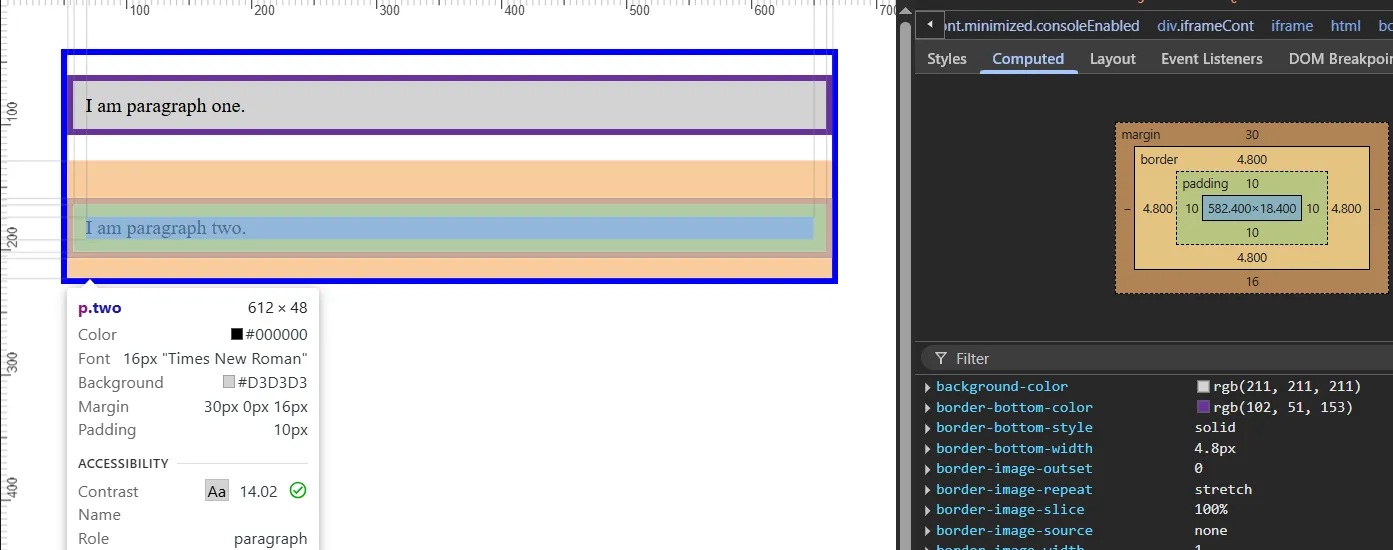 100 200 300 400 500 600 700
ont.minimized.consoleEnabled div.iframeCont iframe html bo
Styles Computed Layout Event Listeners DOM Breakpoin
100
I am paragraph one.
margin 30
border 4.800
padding 10
– 4.800 10 582.400×18.400 10 4.800 –
10
4.800
16
200
I am paragraph two.
p.two 612 × 48
Color #000000
Font 16px "Times New Roman"
Background #D3D3D3
Margin 30px 0px 16px
Padding 10px
ACCESSIBILITY
Contrast Aa 14.02
Name
Role paragraph
300
400
Filter
background-color rgb(211, 211, 211)
border-bottom-color rgb(102, 51, 153)
border-bottom-style solid
border-bottom-width 4.8px
border-image-outset 0
border-image-repeat stretch
border-image-slice 100%
border-image-source none
border-image-width 1